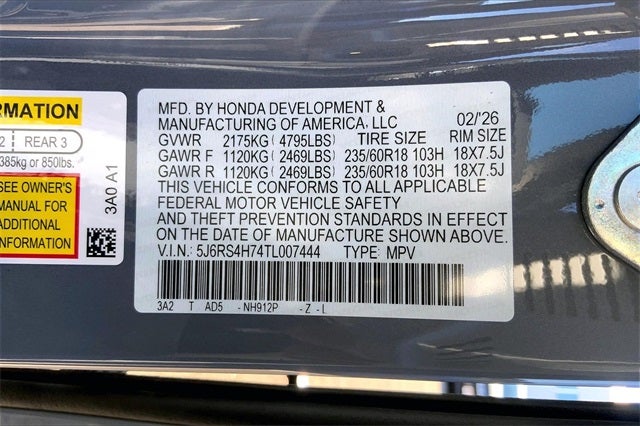 RMATION
2 REAR 3
385kg or 850lbs.
SEE OWNER'S
MANUAL FOR
ADDITIONAL
INFORMATION
3A0 A1
MFD. BY HONDA DEVELOPMENT &
MANUFACTURING OF AMERICA, LLC 02/'26
GVWR 2175KG( 4795LBS) TIRE SIZE RIM SIZE
GAWR F 1120KG( 2469LBS) 235/60R18 103H 18X7.5J
GAWR R 1120KG( 2469LBS) 235/60R18 103H 18X7.5J
THIS VEHICLE CONFORMS TO ALL APPLICABLE
FEDERAL MOTOR VEHICLE SAFETY
AND THEFT PREVENTION STANDARDS IN EFFECT
ON THE DATE OF MANUFACTURE SHOWN ABOVE.
V.I.N.: 5J6RS4H74TL007444 TYPE: MPV
3A2 T AD5 - NH912P - Z - L